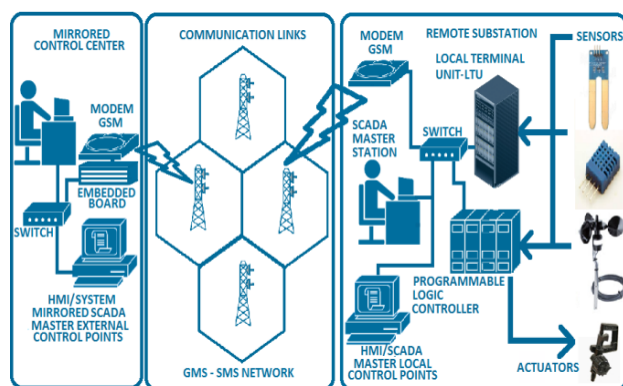 MIRRORED
CONTROL CENTER
MODEM
GSM
EMBEDDED
BOARD
SWITCH
HMI/SYSTEM
MIRRORED SCADA
MASTER EXTERNAL
CONTROL POINTS
COMMUNICATION LINKS
GMS - SMS NETWORK
MODEM
GSM
REMOTE SUBSTATION
LOCAL TERMINAL
UNIT-LTU
SENSORS
SWITCH
SCADA
MASTER
STATION
PROGRAMMABLE
LOGIC
CONTROLLER
HMI/SCADA
MASTER LOCAL
CONTROL POINTS
ACTUATORS